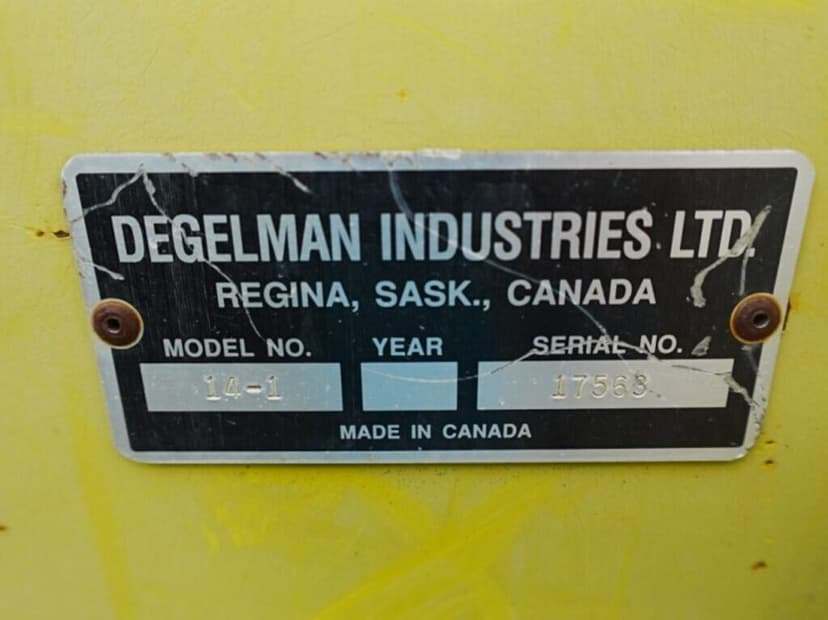 DEGELMAN INDUSTRIES LTD.
REGINA, SASK., CANADA
MODEL NO. YEAR SERIAL NO.
14-1 17563
MADE IN CANADA